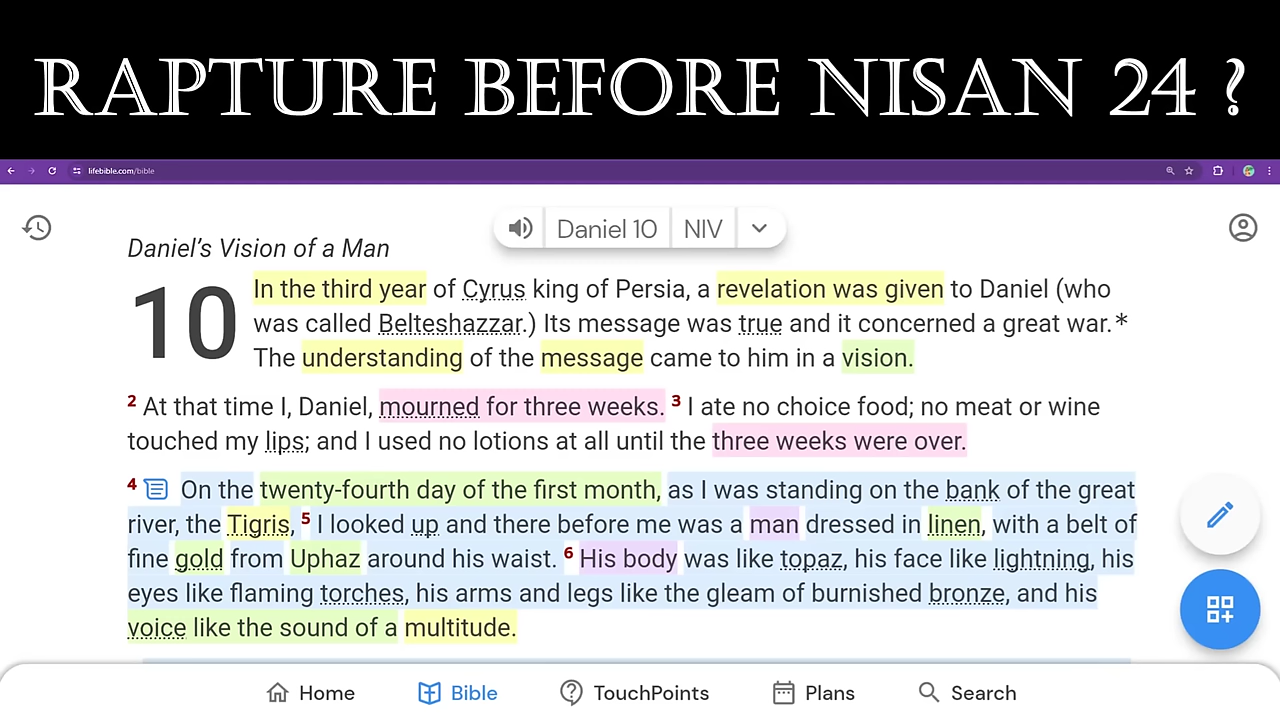 RAPTURE BEFORE NISAN 24 ?
lifebible.com/bible
Daniel 10 NIV
Daniel's Vision of a Man
10 In the third year of Cyrus king of Persia, a revelation was given to Daniel (who
was called Belteshazzar.) Its message was true and it concerned a great war.*
The understanding of the message came to him in a vision.
2 At that time I, Daniel, mourned for three weeks. 3 I ate no choice food; no meat or wine
touched my lips; and I used no lotions at all until the three weeks were over.
4 On the twenty-fourth day of the first month, as I was standing on the bank of the great
river, the Tigris, 5 I looked up and there before me was a man dressed in linen, with a belt of
fine gold from Uphaz around his waist. 6 His body was like topaz, his face like lightning, his
eyes like flaming torches, his arms and legs like the gleam of burnished bronze, and his
voice like the sound of a multitude.
Home Bible TouchPoints Plans Search